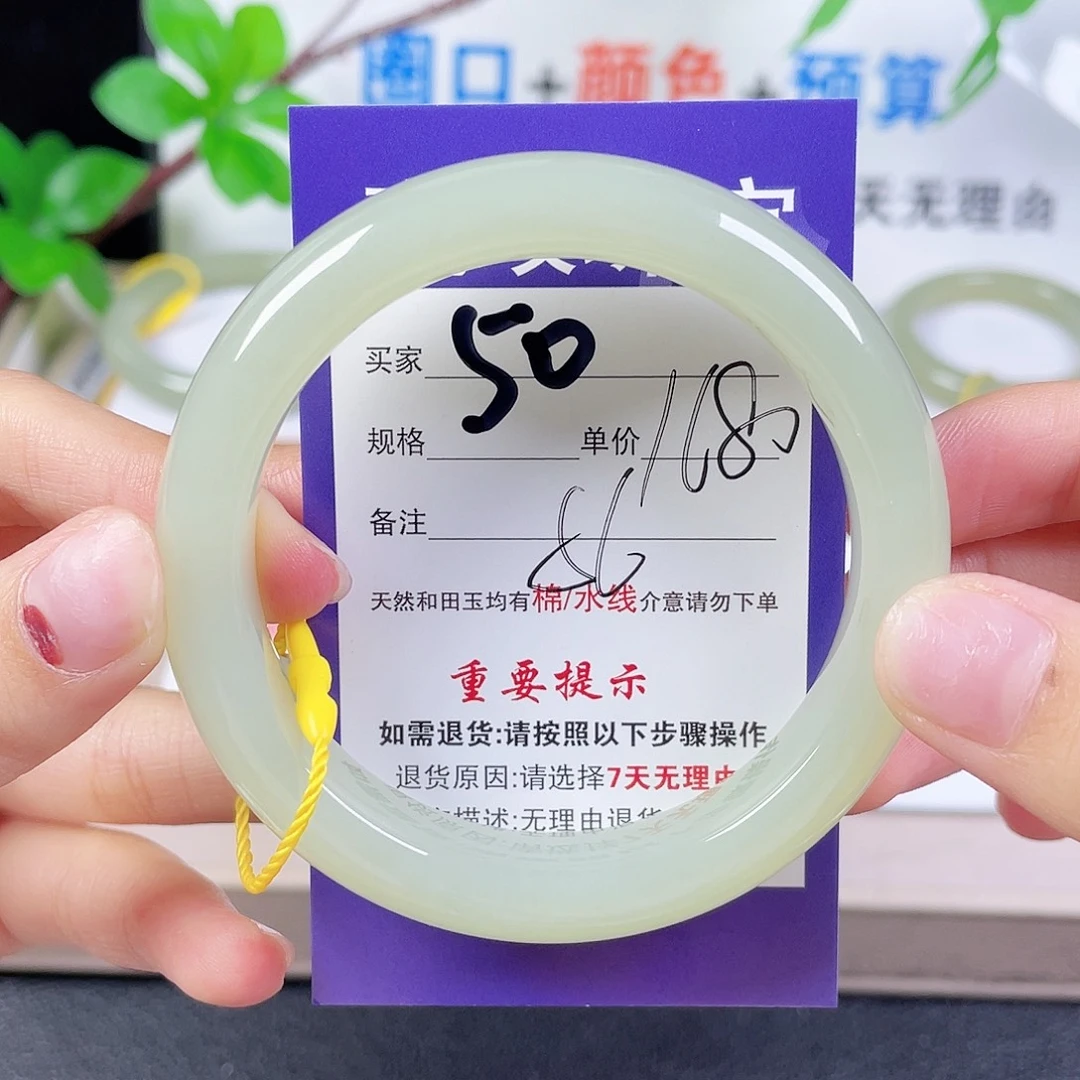 圈口+颜色+预算
天无理由
买家 50
规格 单价 1680
备注 56
天然和田玉均有棉/水线介意请勿下单
重要提示
如需退货:请按照以下步骤操作
退货原因:请选择7天无理由
描述:无理由退货